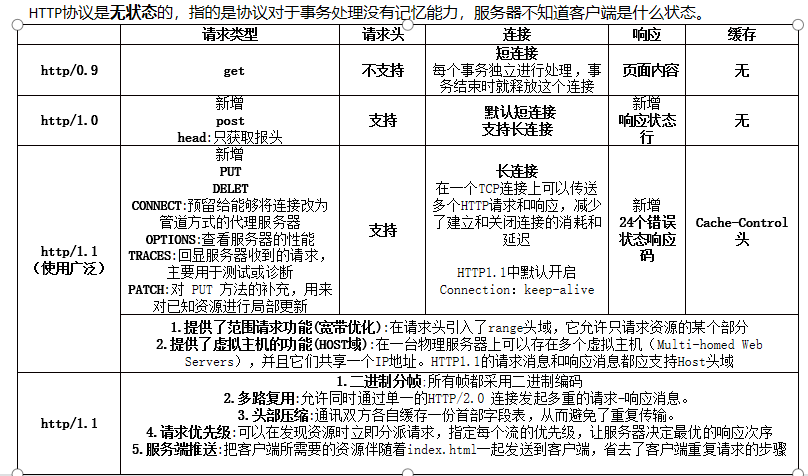 HTTP协议是无状态的，指的是协议对于事务处理没有记忆能力，服务器不知道客户端是什么状态。
请求类型 请求头 连接 响应 缓存
http/0.9
get
不支持
短连接
每个事务独立进行处理，事
务结束时就释放这个连接
页面内容
无
http/1.0
新增
post
head:只获取报头
支持
默认短连接
支持长连接
新增
响应状态
行
无
http/1.1
（使用广泛）
新增
PUT
DELET
CONNECT:预留给能够将连接改为
管道方式的代理服务器
OPTIONS:查看服务器的性能
TRACES:回显服务器收到的请求，
主要用于测试或诊断
PATCH:对 PUT 方法的补充，用来
对已知资源进行局部更新
支持
长连接
在一个TCP连接上可以传送
多个HTTP请求和响应，减少
了建立和关闭连接的消耗和
延迟
HTTP1.1中默认开启
Connection：keep-alive
新增
24个错误
状态响应
码
Cache-Control
头
1.提供了范围请求功能(宽带优化):在请求头引入了range头域，它允许只请求资源的某个部分
2.提供了虚拟主机的功能(HOST域):在一台物理服务器上可以存在多个虚拟主机（Multi-homed Web
Servers），并且它们共享一个IP地址。HTTP1.1的请求消息和响应消息都应支持Host头域
http/1.1
1.二进制分帧:所有帧都采用二进制编码
2.多路复用:允许同时通过单一的HTTP/2.0 连接发起多重的请求-响应消息。
3.头部压缩:通讯双方各自缓存一份首部字段表，从而避免了重复传输。
4.请求优先级:可以在发现资源时立即分派请求，指定每个流的优先级，让服务器决定最优的响应次序
5.服务端推送:把客户端所需要的资源伴随着index.html一起发送到客户端，省去了客户端重复请求的步骤